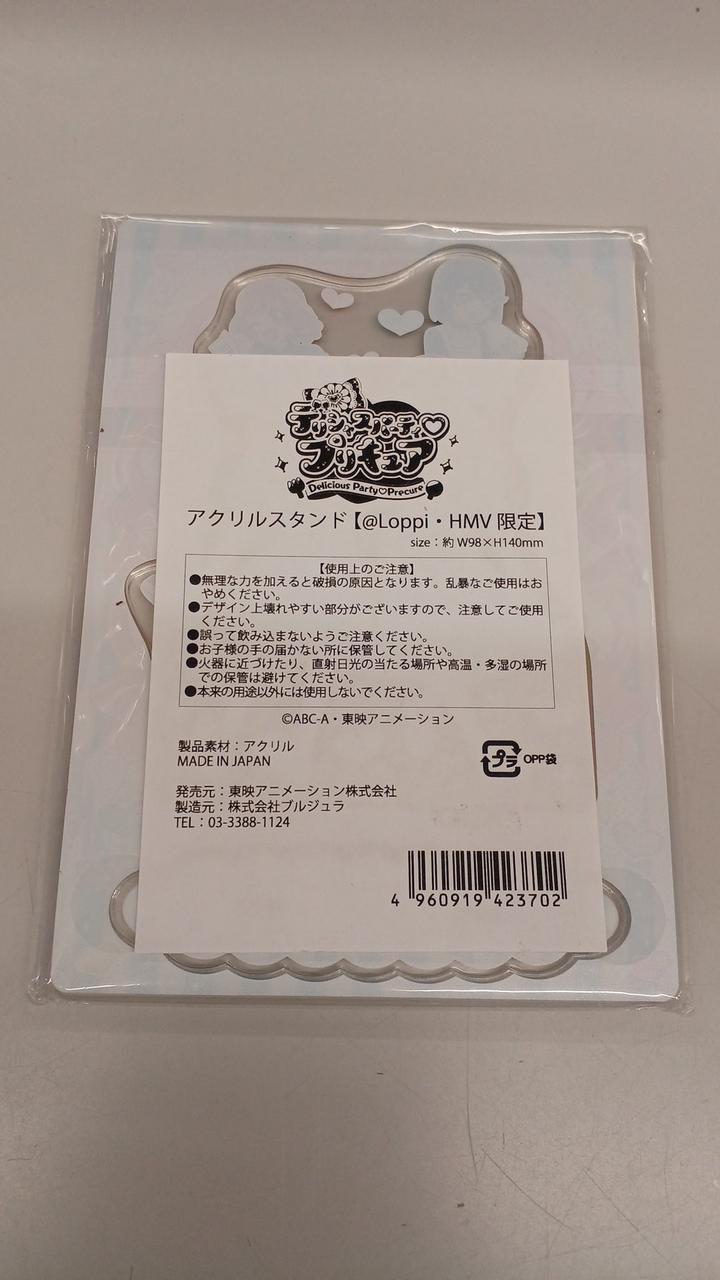 デリシャスパーティ♡
プリキュア
Delicious Party♡Precure
アクリルスタンド【@Loppi・HMV 限定】
size：約 W98×H140mm
【使用上のご注意】
●無理な力を加えると破損の原因となります。乱暴なご使用はお
やめください。
●デザイン上壊れやすい部分がございますので、注意してご使用
ください。
●誤って飲み込まないようご注意ください。
●お子様の手の届かない所に保管してください。
●火器に近づけたり、直射日光の当たる場所や高温・多湿の場所
での保管は避けてください。
●本来の用途以外には使用しないでください。
©ABC-A・東映アニメーション
製品素材：アクリル
MADE IN JAPAN
プラ OPP袋
発売元：東映アニメーション株式会社
製造元：株式会社ブルジュラ
TEL：03-3388-1124
4 960919 423702